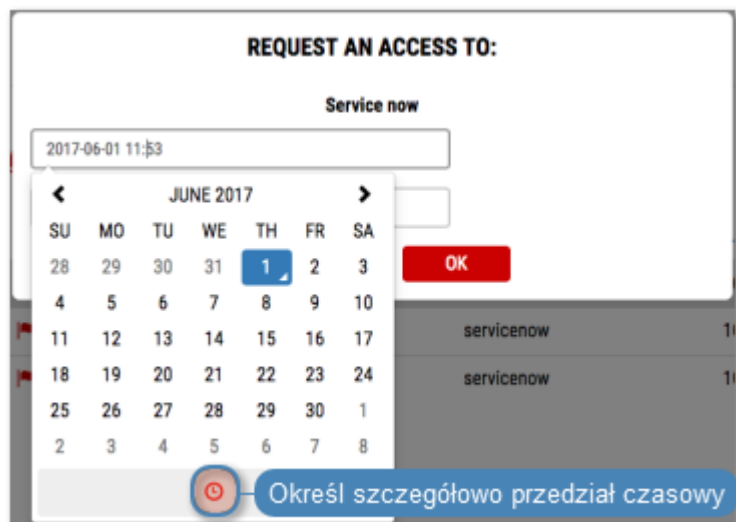 REQUEST AN ACCESS TO:
Service now
2017-06-01 11:53
JUNE 2017
SU MO TU WE TH FR SA
28 29 30 31 1 2 3
OK
4 5 6 7 8 9 10
11 12 13 14 15 16 17
servicenow
18 19 20 21 22 23 24
servicenow
25 26 27 28 29 30 1
2 3 4 5 6 7 8
Określ szczegółowo przedział czasowy